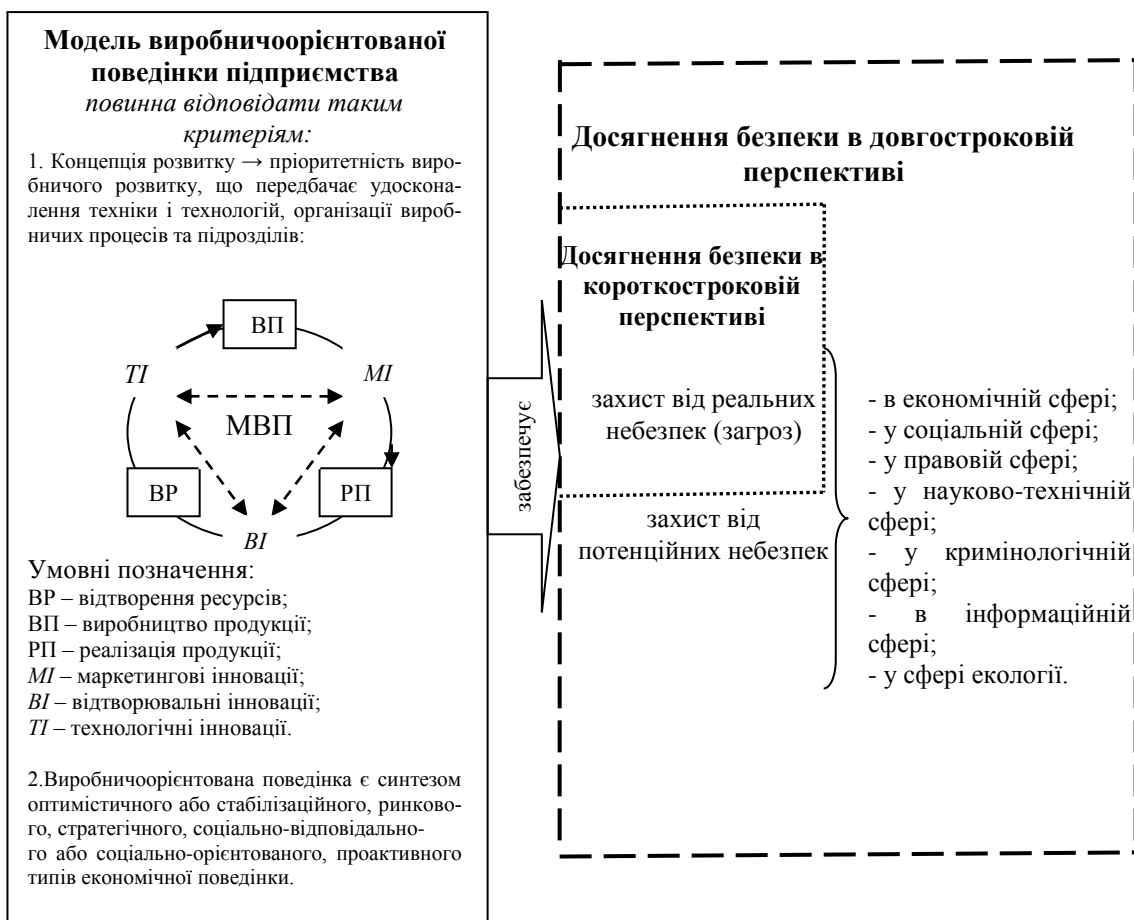 Модель виробничоорієнтованої
поведінки підприємства
повинна відповідати таким
критеріям:
1. Концепція розвитку → пріоритетність виро-
бничого розвитку, що передбачає удоскона-
лення техніки і технологій, організації вироб-
ничих процесів та підрозділів:
ВП
ТІ
МІ
МВП
ВР
РП
ВІ
Умовні позначення:
ВР – відтворення ресурсів;
ВП – виробництво продукції;
РП – реалізація продукції;
МІ – маркетингові інновації;
ВІ – відтворювальні інновації;
ТІ – технологічні інновації.
2.Виробничоорієнтована поведінка є синтезом
оптимістичного або стабілізаційного, ринково-
го, стратегічного, соціально-відповідально-
го або соціально-орієнтованого, проактивного
типів економічної поведінки.
забезпечує
Досягнення безпеки в довгостроковій
перспективі
Досягнення безпеки в
короткостроковій
перспективі
захист від реальних
небезпек (загроз)
захист від
потенційних небезпек
- в економічній сфері;
- у соціальній сфері;
- у правовій сфері;
- у науково-технічній
сфері;
- у кримінологічній
сфері;
- в інформаційній
сфері;
- у сфері екології.